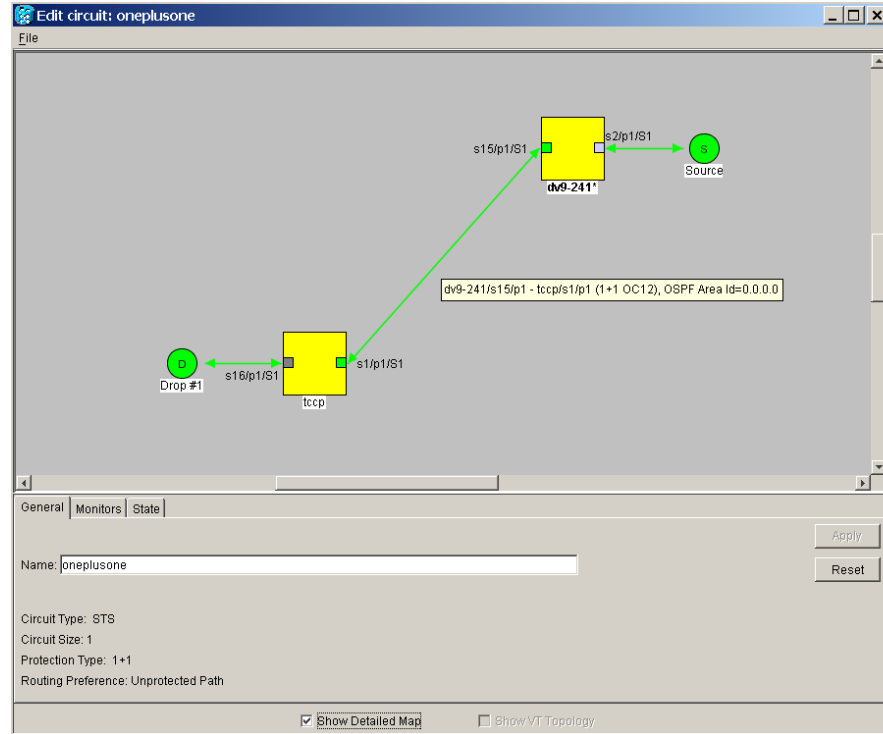 Edit circuit: oneplusone
File
s15/p1/S1
s2/p1/S1
S
Source
dv9-241*
dv9-241/s15/p1 - tccp/s1/p1 (1+1 OC12), OSPF Area Id=0.0.0.0
D
Drop #1
s16/p1/S1
s1/p1/S1
tccp
General Monitors State
Apply
Name: oneplusone
Reset
Circuit Type: STS
Circuit Size: 1
Protection Type: 1+1
Routing Preference: Unprotected Path
Show Detailed Map Show VT Topology